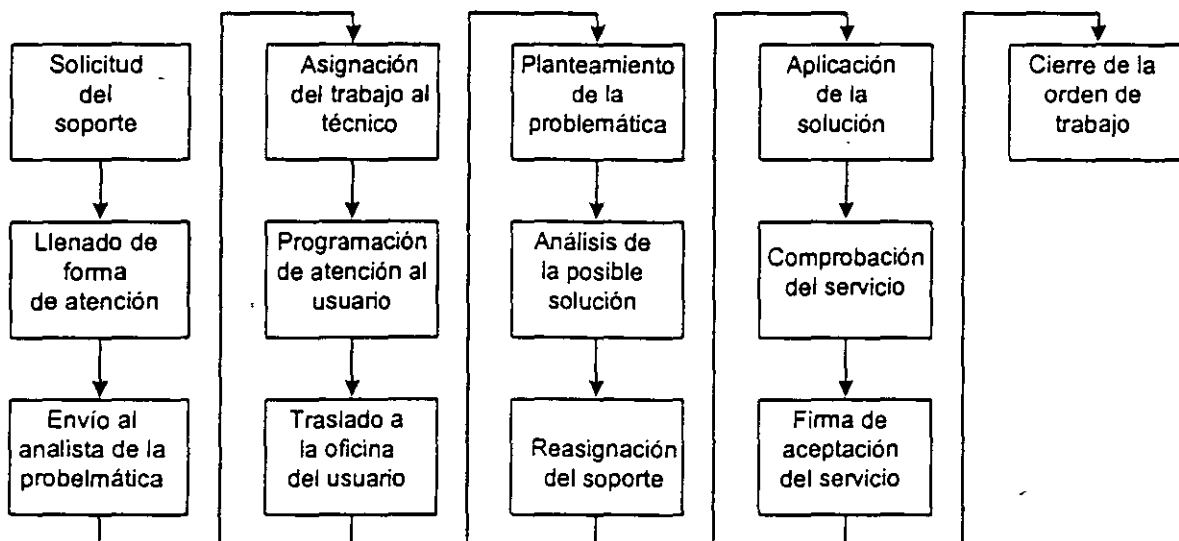 Solicitud
del
soporte
Llenado de
forma
de atención
Envío al
analista de la
probelmática
Asignación
del trabajo al
técnico
Programación
de atención al
usuario
Traslado a
la oficina
del usuario
Planteamiento
de la
problemática
Análisis de
la posible
solución
Reasignación
del soporte
Aplicación
de la
solución
Comprobación
del servicio
Firma de
aceptación
del servicio
Cierre de la
orden de
trabajo